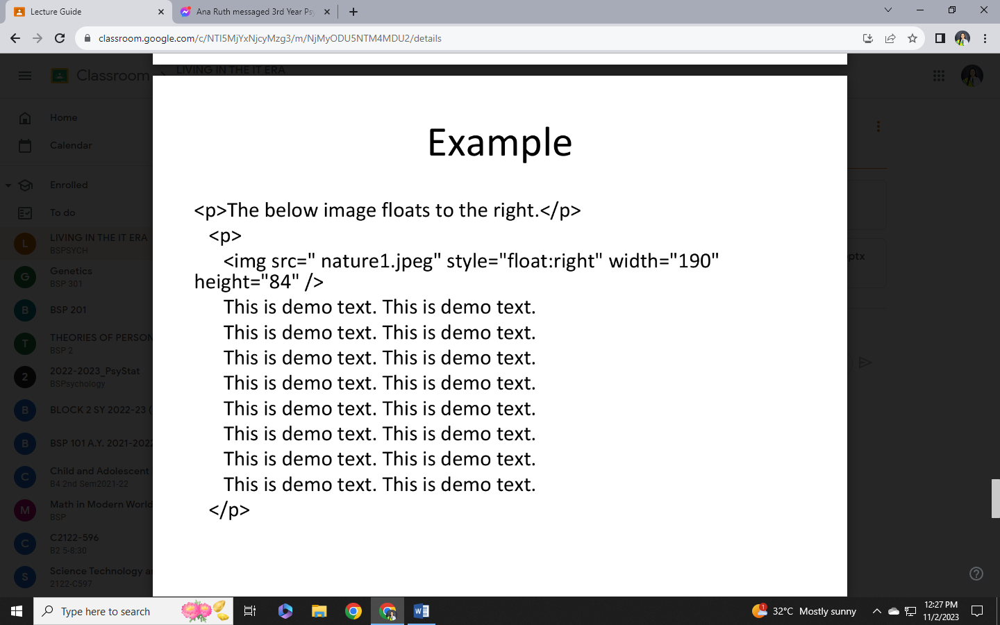 Lecture Guide
Ana Ruth messaged 3rd Year Psy
classroom.google.com/c/NTI5MjYxNjcyMzg3/m/NjMyODU5NTM4MDU2/details
Classroom
LIVING IN THE IT ERA
Home
Calendar
Enrolled
To do
L
LIVING IN THE IT ERA
BSPSYCH
G
Genetics
BSP 301
B
BSP 201
T
THEORIES OF PERSON
BSP 2
2
2022-2023_PsyStat
BSPsychology
B
BLOCK 2 SY 2022-23 (
B
BSP 101 A.Y. 2021-2022
C
Child and Adolescent
B4 2nd Sem2021-22
M
Math in Modern World
BSP
C
C2122-596
B2 5-8:30
S
Science Technology a
2122-C597
Example
<p>The below image floats to the right.</p>
<p>
<img src=" nature1.jpeg" style="float:right" width="190"
height="84" />
This is demo text. This is demo text.
This is demo text. This is demo text.
This is demo text. This is demo text.
This is demo text. This is demo text.
This is demo text. This is demo text.
This is demo text. This is demo text.
This is demo text. This is demo text.
This is demo text. This is demo text.
</p>
ptx
Type here to search
1
32°C Mostly sunny
12:27 PM
11/2/2023